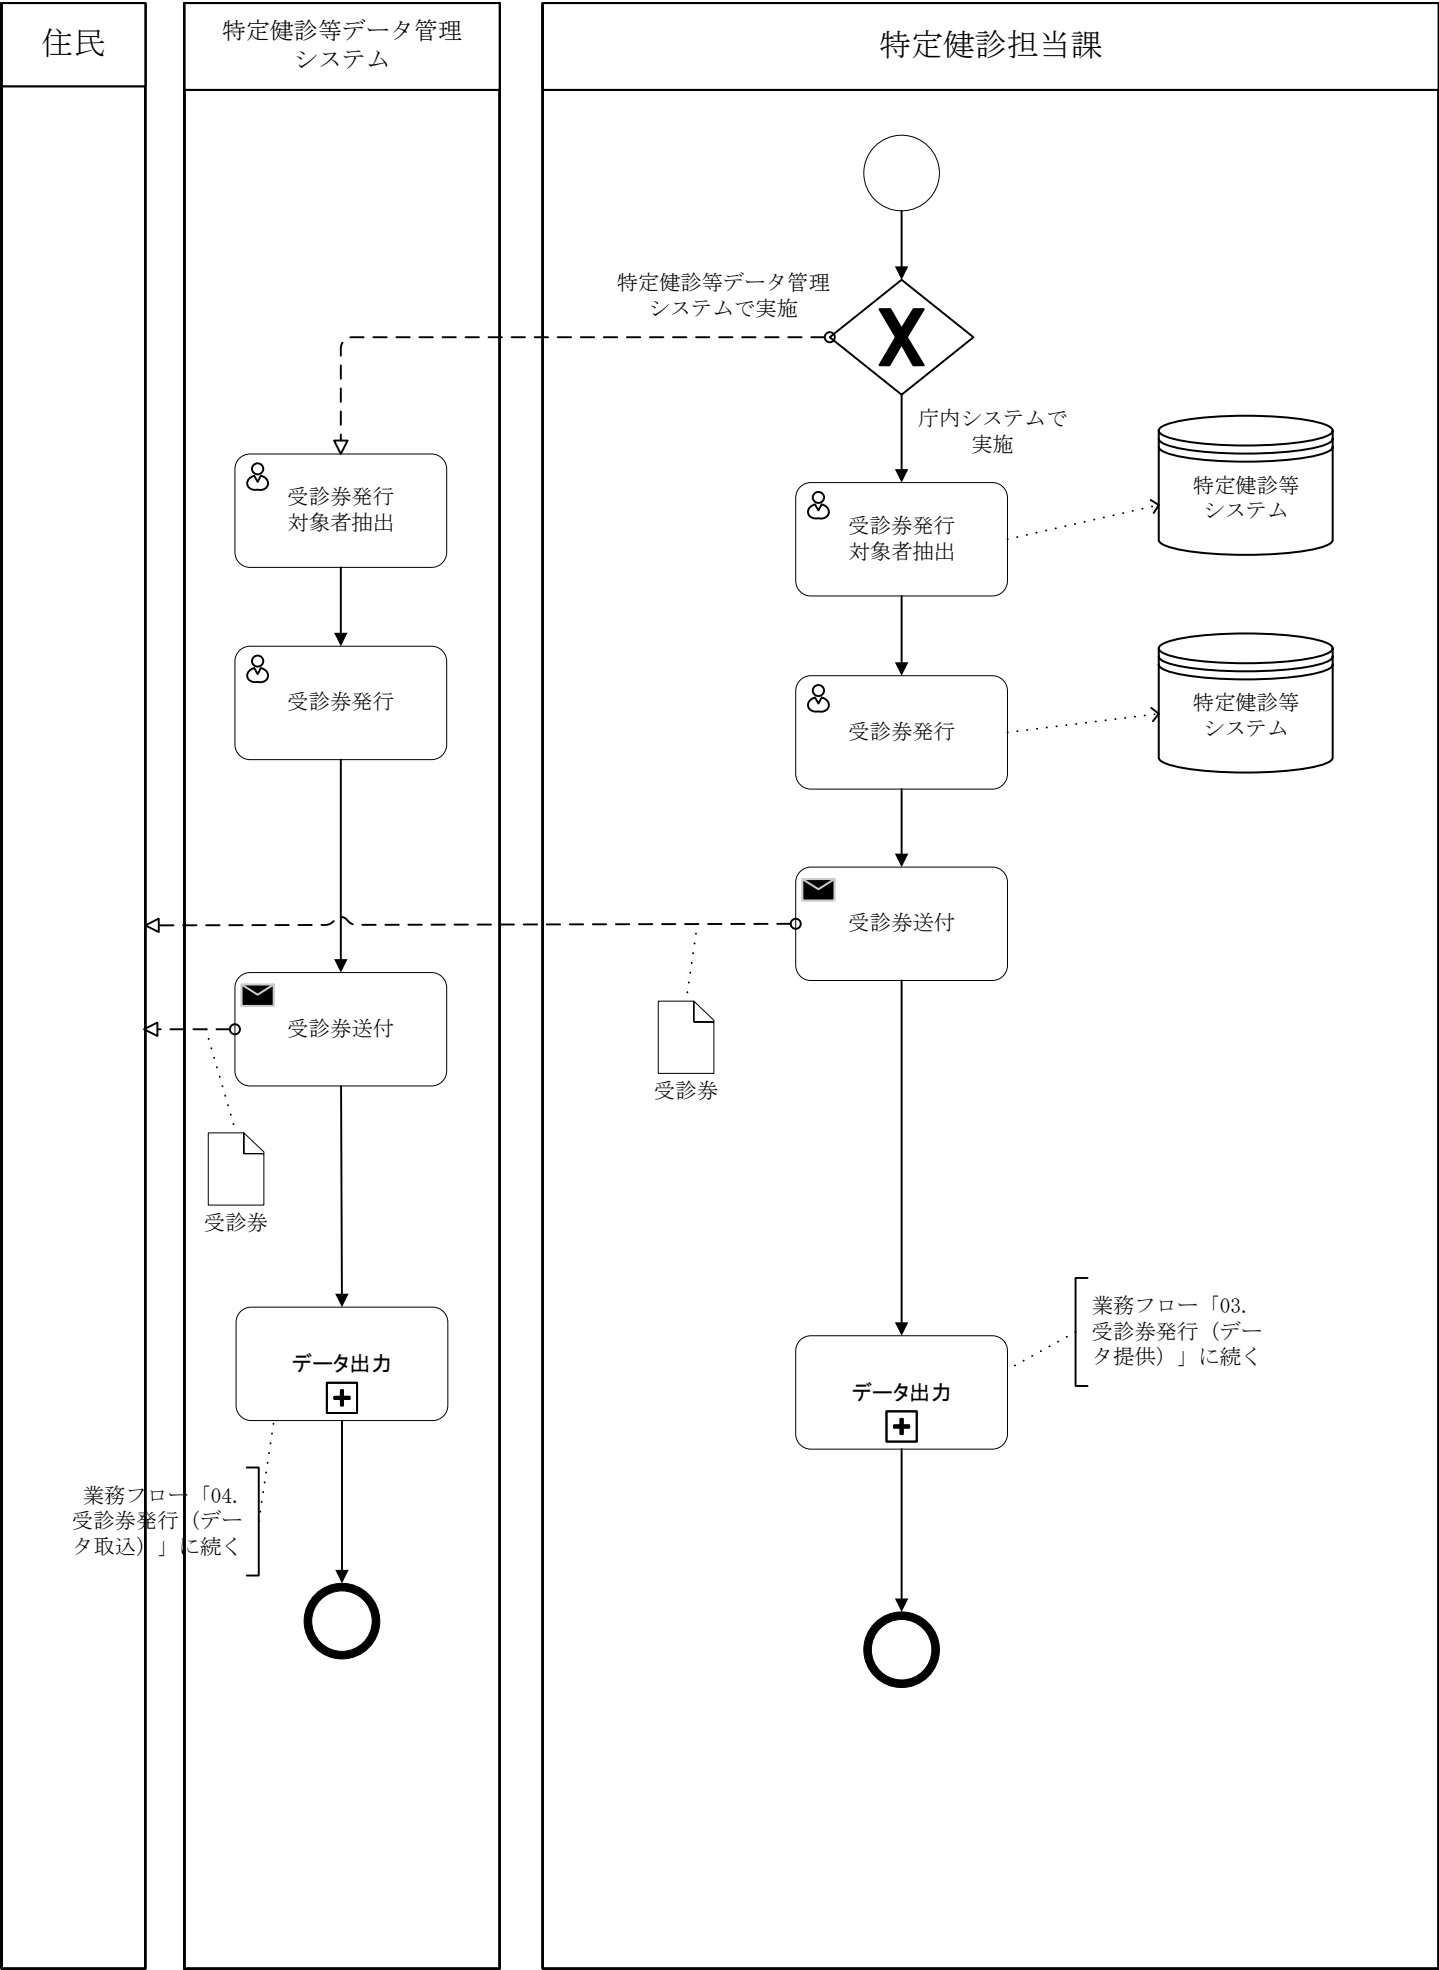 住民
特定健診等データ管理
システム
特定健診担当課
特定健診等データ管理
システムで実施
庁内システムで
実施
受診券発行
対象者抽出
受診券発行
対象者抽出
特定健診等
システム
受診券発行
受診券発行
特定健診等
システム
受診券送付
受診券送付
受診券
受診券
データ出力
データ出力
業務フロー「03.
受診券発行（デー
タ提供）」に続く
業務フロー「04.
受診券発行（デー
タ取込）」に続く